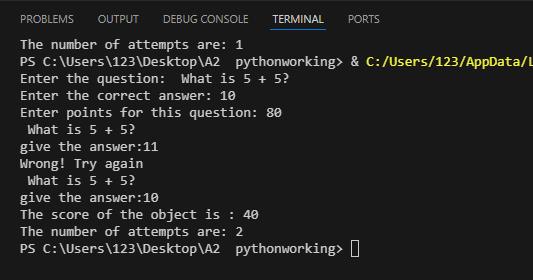 PROBLEMS OUTPUT DEBUG CONSOLE TERMINAL PORTS
The number of attempts are: 1
PS C:\Users\123\Desktop\A2  pythonworking> & C:/Users/123/AppData/L
Enter the question:  What is 5 + 5?
Enter the correct answer: 10
Enter points for this question: 80
 What is 5 + 5?
give the answer:11
Wrong! Try again
 What is 5 + 5?
give the answer:10
The score of the object is : 40
The number of attempts are: 2
PS C:\Users\123\Desktop\A2  pythonworking>